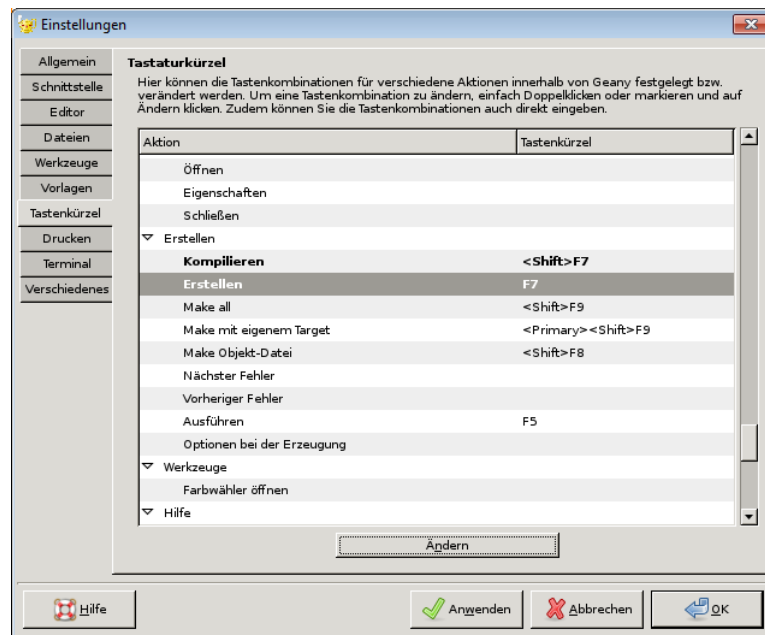 Einstellungen
Allgemein
Schnittstelle
Editor
Dateien
Werkzeuge
Vorlagen
Tastenkürzel
Drucken
Terminal
Verschiedenes
Tastaturkürzel
Hier können die Tastenkombinationen für verschiedene Aktionen innerhalb von Geany festgelegt bzw.
verändert werden. Um eine Tastenkombination zu ändern, einfach Doppelklicken oder markieren und auf
Ändern klicken. Zudem können Sie die Tastenkombinationen auch direkt eingeben.
Aktion Tastenkürzel
Öffnen
Eigenschaften
Schließen
Erstellen
Kompilieren <Shift>F7
Erstellen F7
Make all <Shift>F9
Make mit eigenem Target <Primary><Shift>F9
Make Objekt-Datei <Shift>F8
Nächster Fehler
Vorheriger Fehler
Ausführen F5
Optionen bei der Erzeugung
Werkzeuge
Farbwähler öffnen
Hilfe
Ändern
Hilfe Anwenden Abbrechen OK